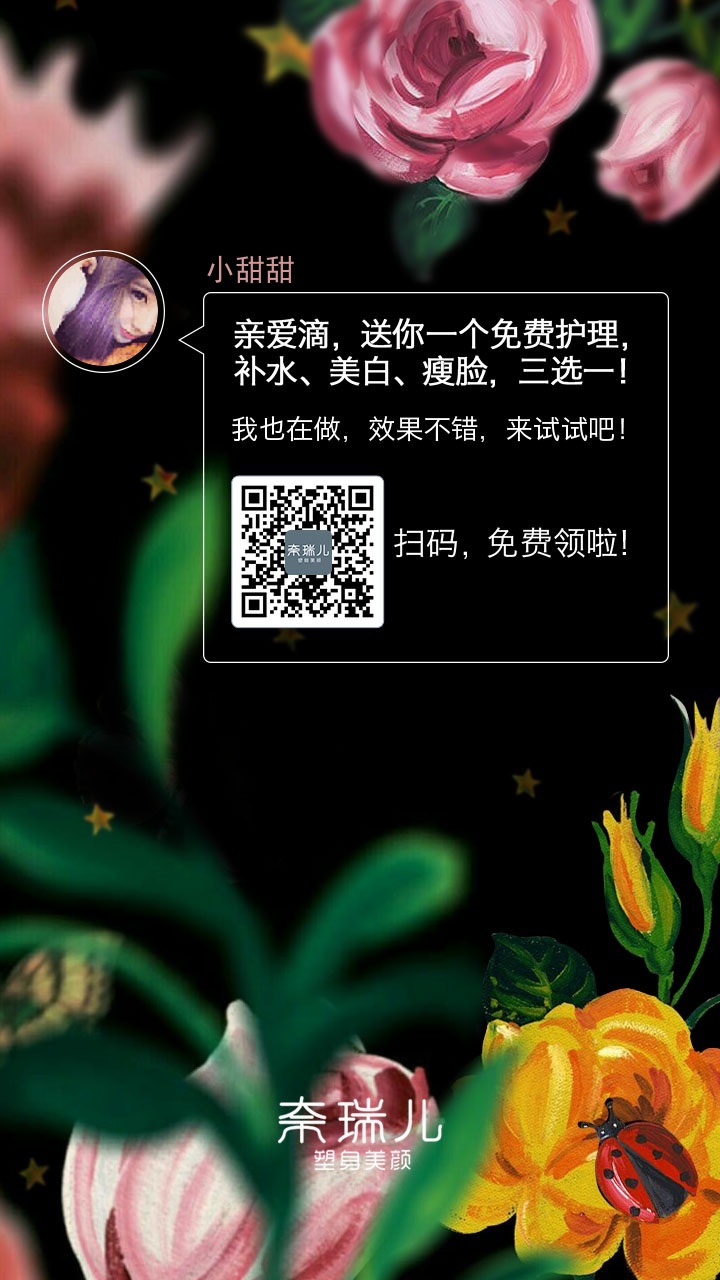 小甜甜
亲爱滴，送你一个免费护理，
补水、美白、瘦脸，三选一！
我也在做，效果不错，来试试吧！
奈瑞儿
塑身美颜
扫码，免费领啦！
奈瑞儿
塑身美颜